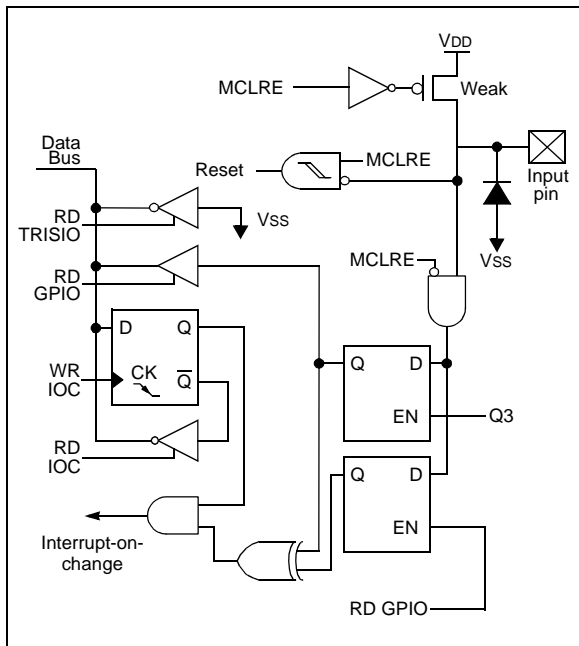 VDD
MCLRE
Weak
Data
Bus
Reset
MCLRE
Input
pin
RD
TRISIO
VSS
VSS
RD
GPIO
MCLRE
D
Q
Q
D
WR
IOC
CK
Q
EN
Q3
RD
IOC
Q
D
EN
Interrupt-on-
change
RD GPIO